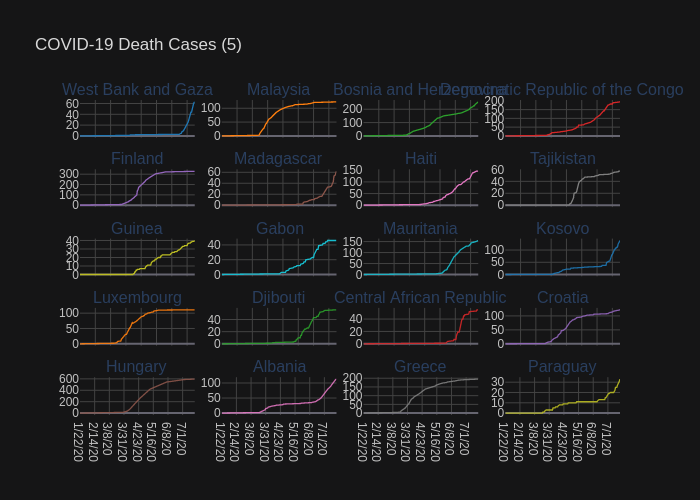 COVID-19 Death Cases (5)
West Bank and Gaza Malaysia Bosnia and Herzegovina Democratic Republic of the Congo
60 40 20 0
100 50 0
200 100 0
200 150 100 50 0
Finland Madagascar Haiti Tajikistan
300 200 100 0
60 40 20 0
150 100 50 0
60 40 20 0
Guinea Gabon Mauritania Kosovo
40 30 20 10 0
40 20 0
150 100 50 0
100 50 0
Luxembourg Djibouti Central African Republic Croatia
100 50 0
40 20 0
40 20 0
100 50 0
Hungary Albania Greece Paraguay
600 400 200 0
100 50 0
200 150 100 50 0
30 20 10 0
1/22/20 2/14/20 3/8/20 3/31/20 4/23/20 5/16/20 6/8/20 7/1/20
1/22/20 2/14/20 3/8/20 3/31/20 4/23/20 5/16/20 6/8/20 7/1/20
1/22/20 2/14/20 3/8/20 3/31/20 4/23/20 5/16/20 6/8/20 7/1/20
1/22/20 2/14/20 3/8/20 3/31/20 4/23/20 5/16/20 6/8/20 7/1/20